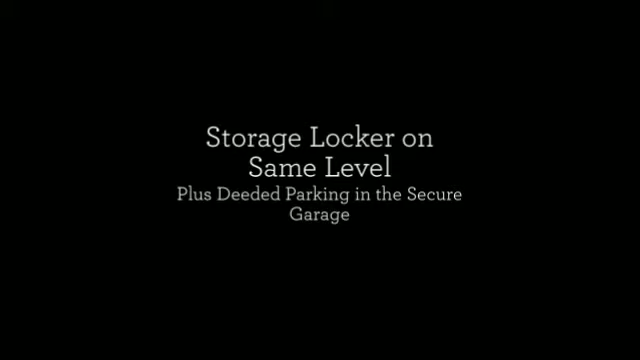 Storage Locker on
Same Level
Plus Deeded Parking in the Secure
Garage